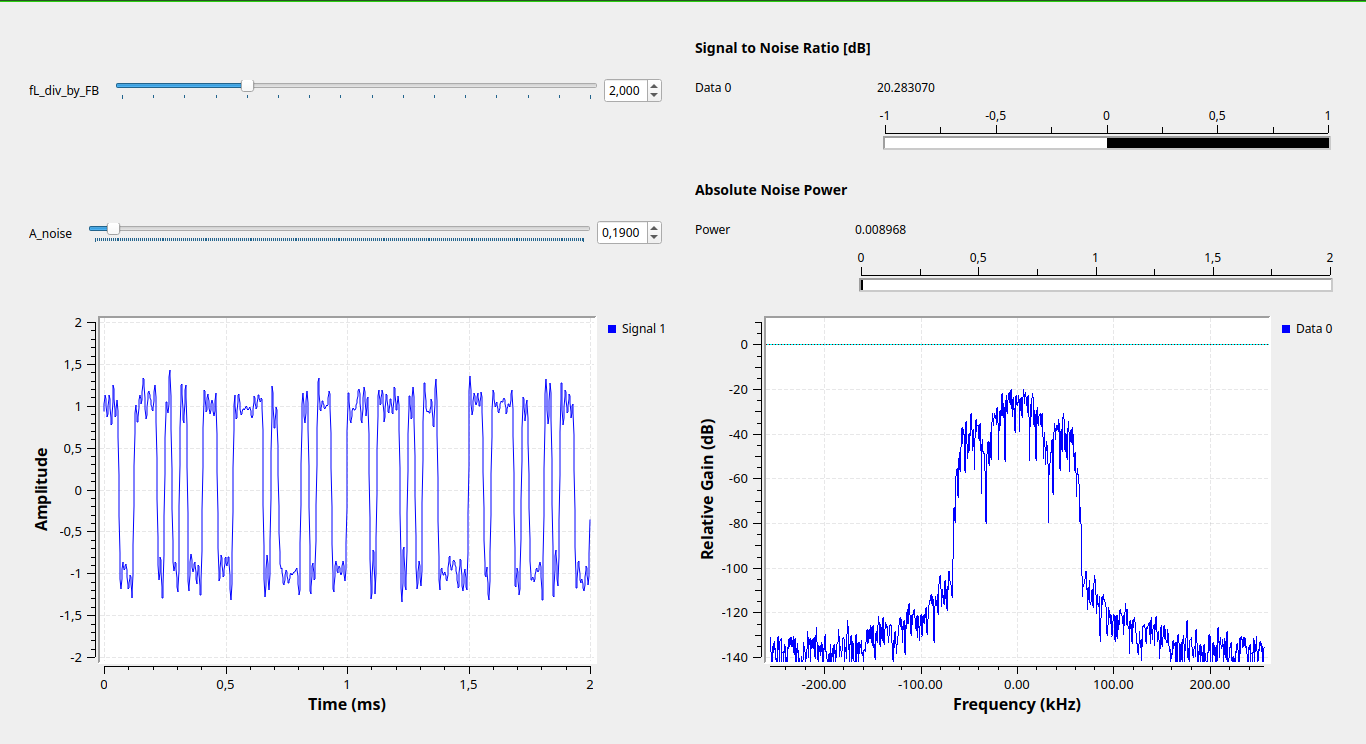 Signal to Noise Ratio [dB]
fL_div_by_FB 2,000
Data 0 20.283070
-1 -0,5 0 0,5 1
Absolute Noise Power
A_noise 0,1900
Power 0.008968
0 0,5 1 1,5 2
Signal 1
2
1,5
1
0,5
0
-0,5
-1
-1,5
-2
Amplitude
0 0,5 1 1,5 2
Time (ms)
Data 0
0
-20
-40
-60
-80
-100
-120
-140
Relative Gain (dB)
-200.00 -100.00 0.00 100.00 200.00
Frequency (kHz)